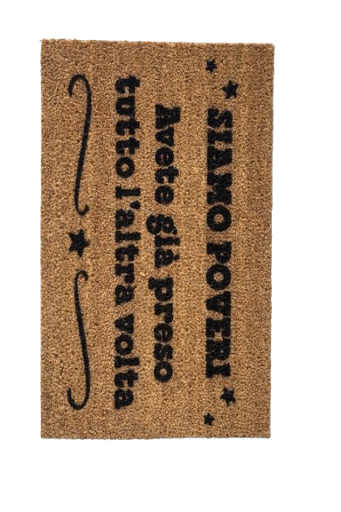 SIAMO POVERI
Avete già preso
tutto l'altra volta